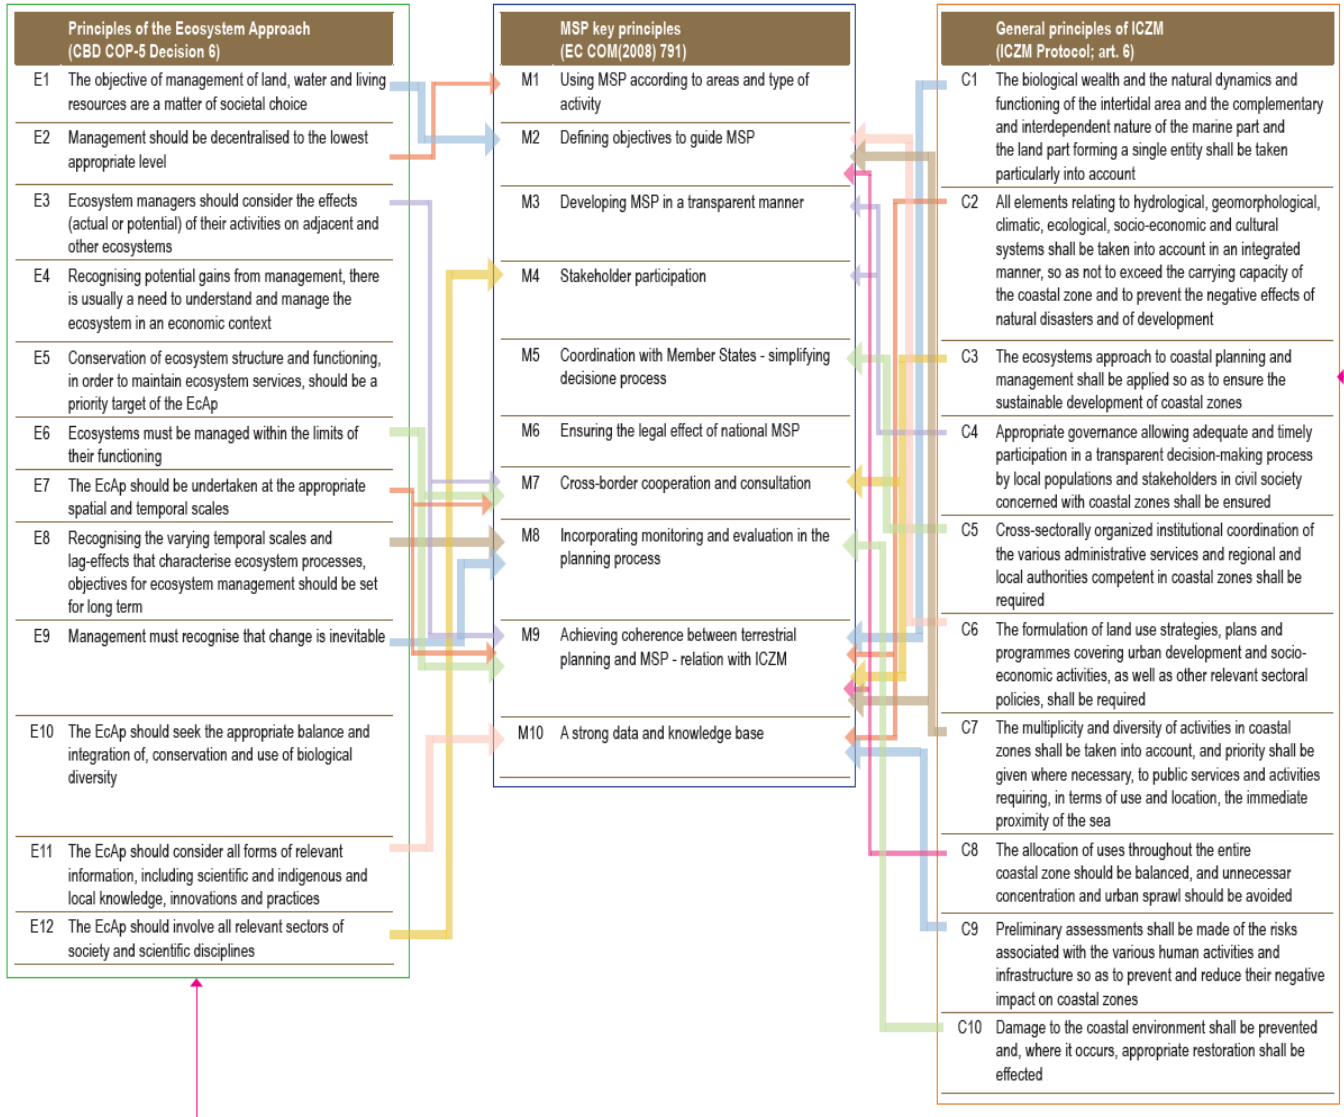 Principles of the Ecosystem Approach
(CBD COP-5 Decision 6)
E1 The objective of management of land, water and living
resources are a matter of societal choice
E2 Management should be decentralised to the lowest
appropriate level
E3 Ecosystem managers should consider the effects
(actual or potential) of their activities on adjacent and
other ecosystems
E4 Recognising potential gains from management, there
is usually a need to understand and manage the
ecosystem in an economic context
E5 Conservation of ecosystem structure and functioning,
in order to maintain ecosystem services, should be a
priority target of the EcAp
E6 Ecosystems must be managed within the limits of
their functioning
E7 The EcAp should be undertaken at the appropriate
spatial and temporal scales
E8 Recognising the varying temporal scales and
lag-effects that characterise ecosystem processes,
objectives for ecosystem management should be set
for long term
E9 Management must recognise that change is inevitable
E10 The EcAp should seek the appropriate balance and
integration of, conservation and use of biological
diversity
E11 The EcAp should consider all forms of relevant
information, including scientific and indigenous and
local knowledge, innovations and practices
E12 The EcAp should involve all relevant sectors of
society and scientific disciplines
MSP key principles
(EC COM(2008) 791)
M1 Using MSP according to areas and type of
activity
M2 Defining objectives to guide MSP
M3 Developing MSP in a transparent manner
M4 Stakeholder participation
M5 Coordination with Member States - simplifying
decisione process
M6 Ensuring the legal effect of national MSP
M7 Cross-border cooperation and consultation
M8 Incorporating monitoring and evaluation in the
planning process
M9 Achieving coherence between terrestrial
planning and MSP - relation with ICZM
M10 A strong data and knowledge base
General principles of ICZM
(ICZM Protocol; art. 6)
C1 The biological wealth and the natural dynamics and
functioning of the intertidal area and the complementary
and interdependent nature of the marine part and
the land part forming a single entity shall be taken
particularly into account
C2 All elements relating to hydrological, geomorphological,
climatic, ecological, socio-economic and cultural
systems shall be taken into account in an integrated
manner, so as not to exceed the carrying capacity of
the coastal zone and to prevent the negative effects of
natural disasters and of development
C3 The ecosystems approach to coastal planning and
management shall be applied so as to ensure the
sustainable development of coastal zones
C4 Appropriate governance allowing adequate and timely
participation in a transparent decision-making process
by local populations and stakeholders in civil society
concerned with coastal zones shall be ensured
C5 Cross-sectorally organized institutional coordination of
the various administrative services and regional and
local authorities competent in coastal zones shall be
required
C6 The formulation of land use strategies, plans and
programmes covering urban development and socio-
economic activities, as well as other relevant sectoral
policies, shall be required
C7 The multiplicity and diversity of activities in coastal
zones shall be taken into account, and priority shall be
given where necessary, to public services and activities
requiring, in terms of use and location, the immediate
proximity of the sea
C8 The allocation of uses throughout the entire
coastal zone should be balanced, and unnecessar
concentration and urban sprawl should be avoided
C9 Preliminary assessments shall be made of the risks
associated with the various human activities and
infrastructure so as to prevent and reduce their negative
impact on coastal zones
C10 Damage to the coastal environment shall be prevented
and, where it occurs, appropriate restoration shall be
effected